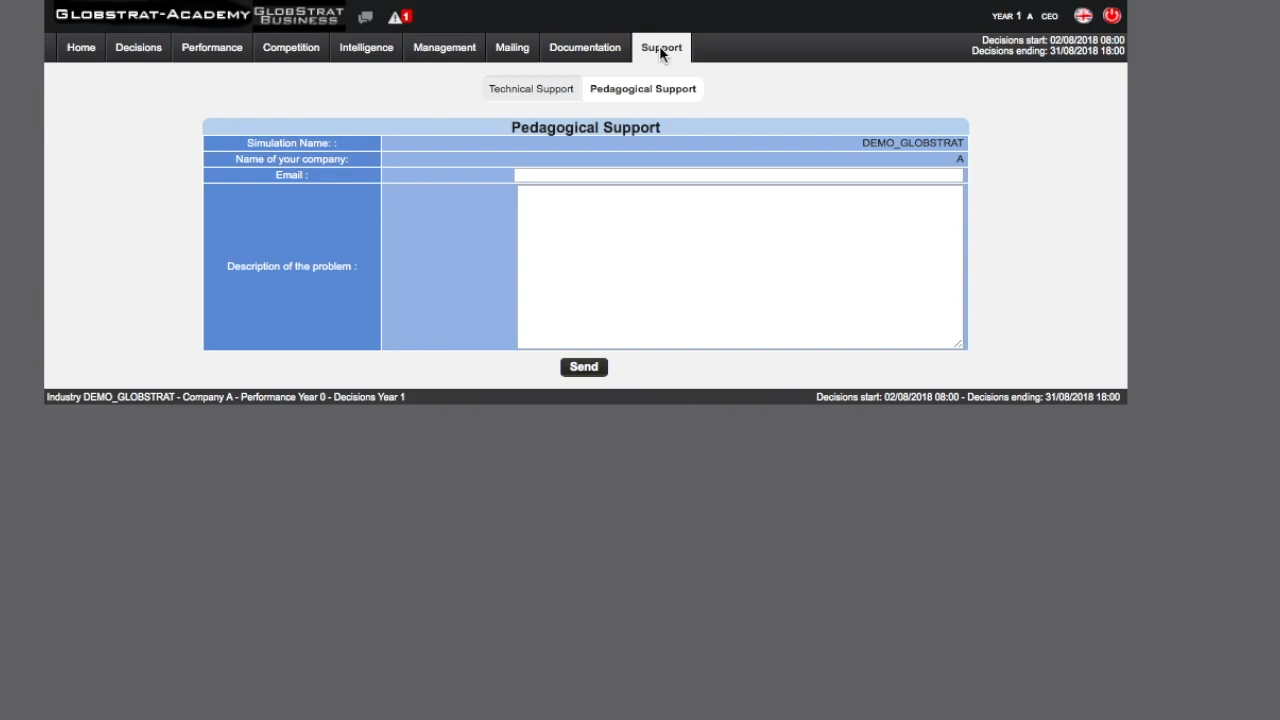 GLOBSTRAT-ACADEMY GLOBSTRAT BUSINESS 1 YEAR 1 A CEO
Home Decisions Performance Competition Intelligence Management Mailing Documentation Support
Decisions start: 02/08/2018 08:00
Decisions ending: 31/08/2018 18:00
Technical Support Pedagogical Support
Pedagogical Support
Simulation Name: : DEMO_GLOBSTRAT
Name of your company: A
Email :
Description of the problem :
Send
Industry DEMO_GLOBSTRAT - Company A - Performance Year 0 - Decisions Year 1 Decisions start: 02/08/2018 08:00 - Decisions ending: 31/08/2018 18:00